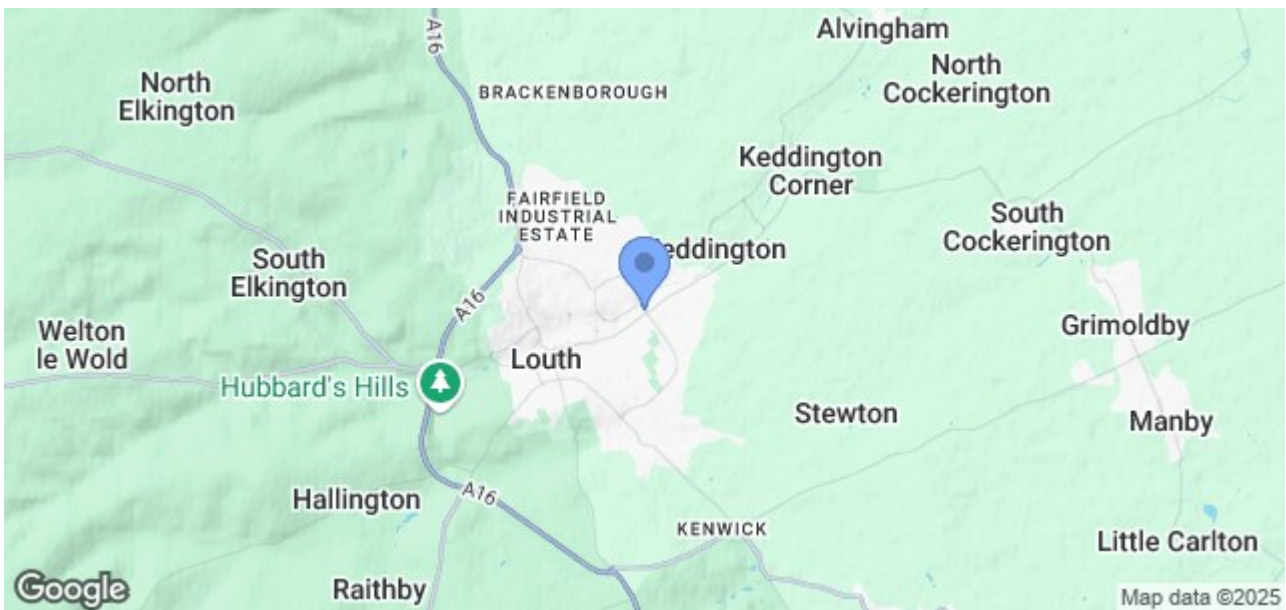 A16
Alvingham
North
Elkington
BRACKENBOROUGH
North
Cockerington
Keddington
Corner
FAIRFIELD
INDUSTRIAL
ESTATE
South
Cockerington
eddington
South
Elkington
A16
Welton
le Wold
Grimoldby
Louth
Hubbard's Hills
Stewton
Manby
Hallington
A16
KENWICK
Little Carlton
Raithby
Google
Map data ©2025